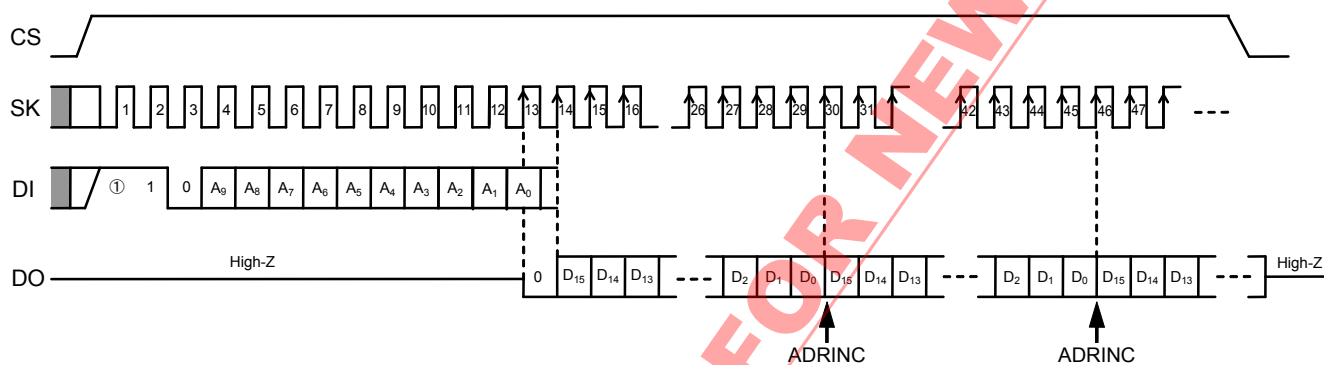 CS
SK 1 2 3 4 5 6 7 8 9 10 11 12 13 14 15 16 26 27 28 29 30 31 42 43 44 45 46 47
DI ① 1 0 A9 A8 A7 A6 A5 A4 A3 A2 A1 A0
DO High-Z 0 D15 D14 D13 D2 D1 D0 D15 D14 D13 D2 D1 D0 D15 D14 D13 High-Z
ADRINC ADRINC
FOR NEW